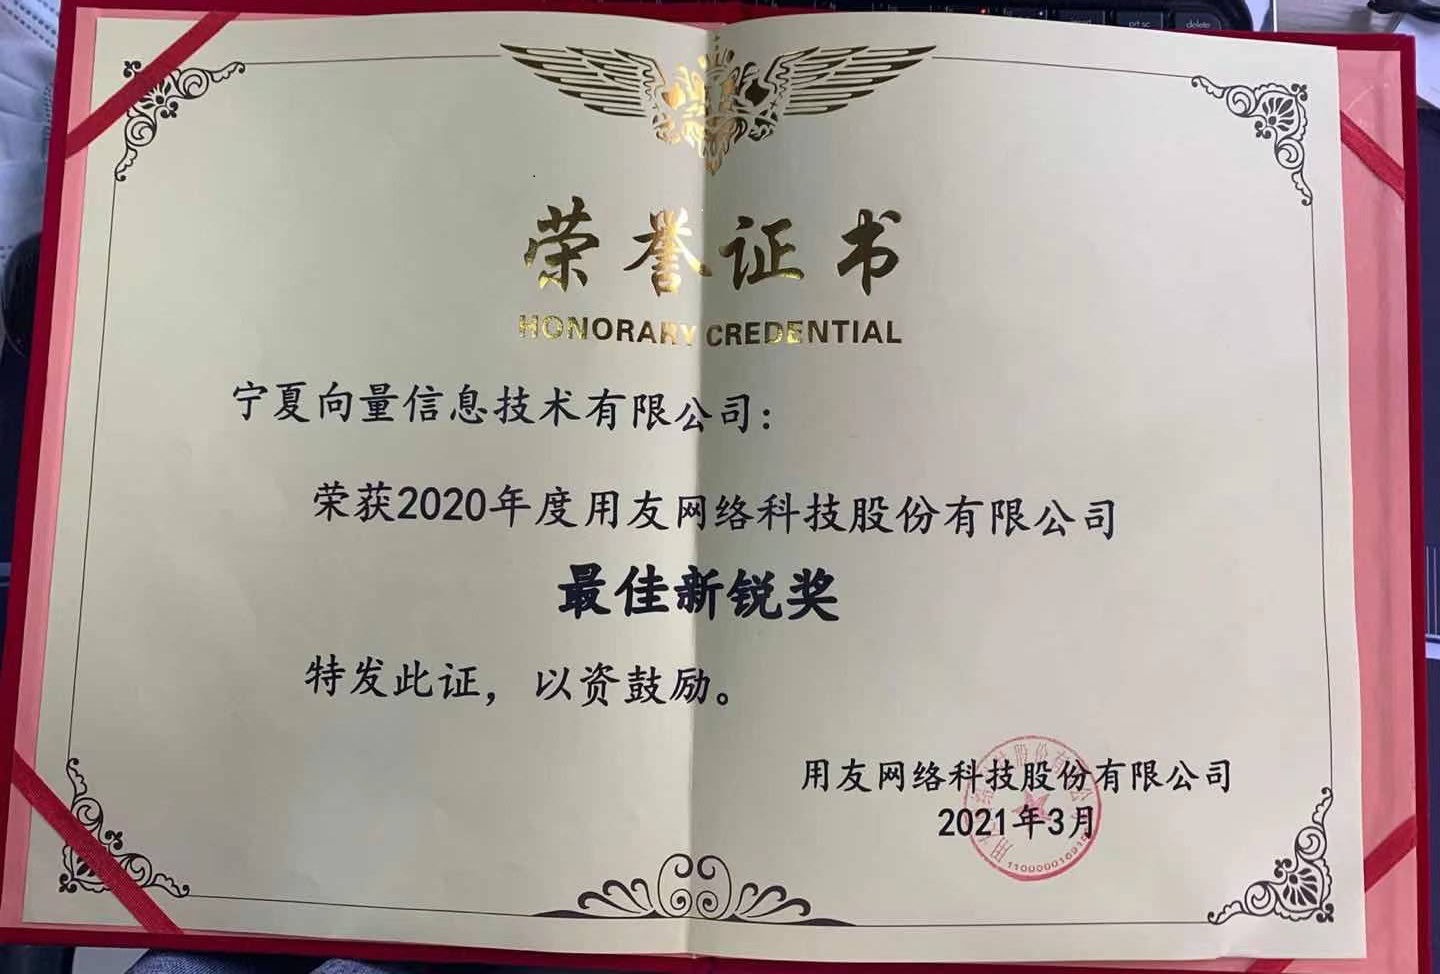 荣誉证书
HONORARY CREDENTIAL
宁夏向量信息技术有限公司：
荣获2020年度用友网络科技股份有限公司
最佳新锐奖
特发此证，以资鼓励。
用友网络科技股份有限公司
2021年3月
prt sc
delete